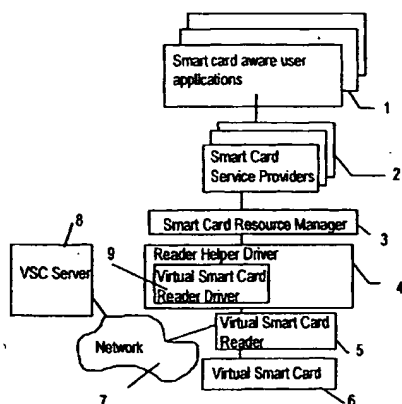 Smart card aware user
applications
1
Smart Card
Service Providers
2
8
Smart Card Resource Manager
3
VSC Server
9
Reader Helper Driver
Virtual Smart Card
Reader Driver
4
Virtual Smart Card
Reader
5
Network
7
Virtual Smart Card
6